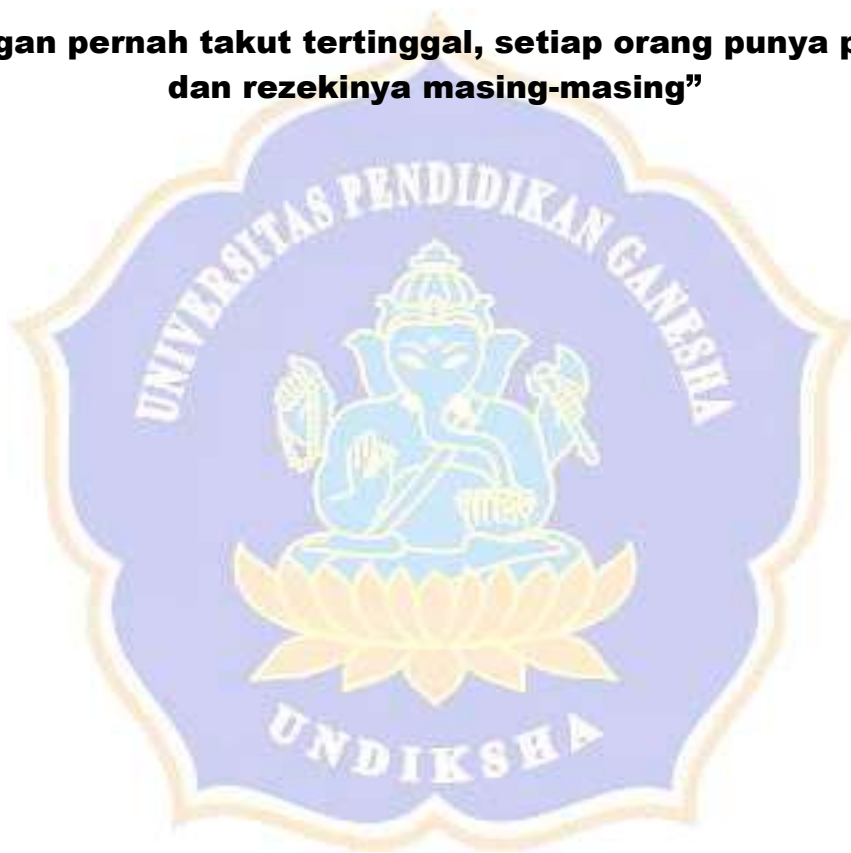 gan pernah takut tertinggal, setiap orang punya p
dan rezekinya masing-masing”
UNIVERSITAS PENDIDIKAN GANESHA
UNDIKSHA